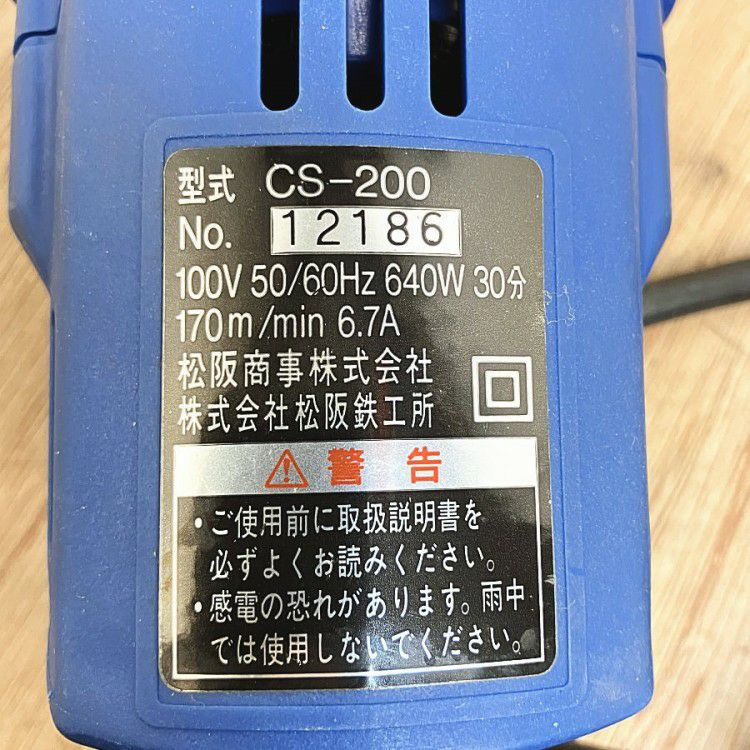 型式 CS-200
No. 12186
100V 50/60Hz 640W 30分
170m/min 6.7A
松阪商事株式会社
株式会社松阪鉄工所
⚠警告
・ご使用前に取扱説明書を
必ずよくお読みください。
・感電の恐れがあります。雨中
では使用しないでください。